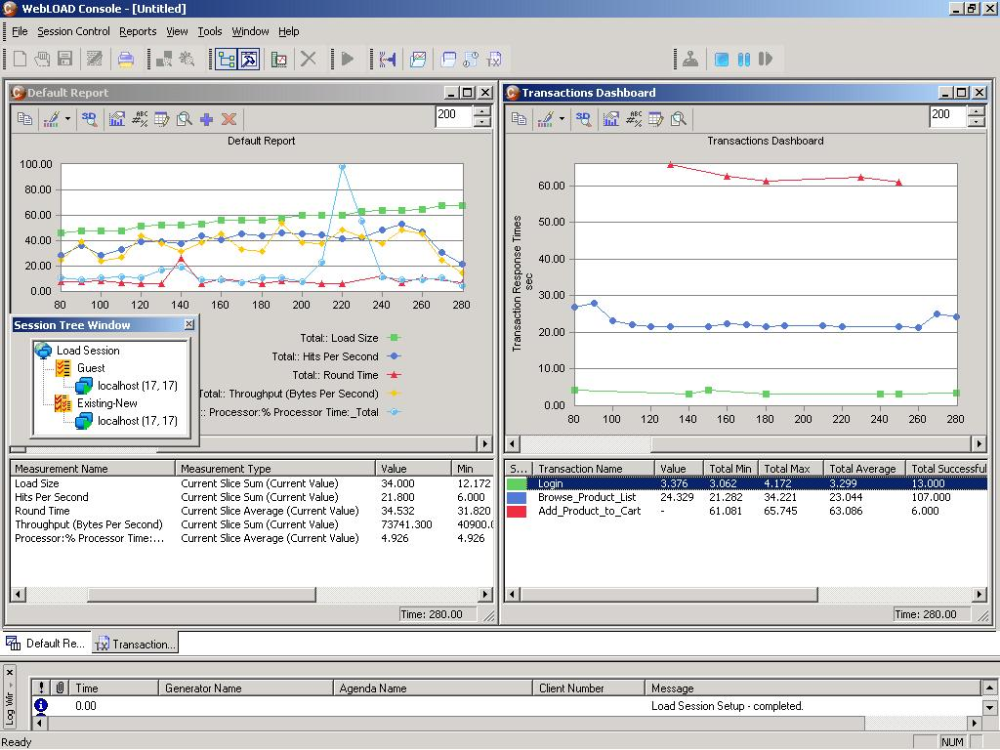 WebLOAD Console - [Untitled]
File Session Control Reports View Tools Window Help
Default Report
200
Default Report
100.00
80.00
60.00
40.00
20.00
0.00
80 100 120 140 160 180 200 220 240 260 280
Total:: Load Size
Total:: Hits Per Second
Total:: Round Time
Total:: Throughput (Bytes Per Second)
:: Processor:% Processor Time:_Total
Session Tree Window
Load Session
Guest
localhost (17, 17)
Existing-New
localhost (17, 17)
Measurement Name Measurement Type Value Min
Load Size Current Slice Sum (Current Value) 34.000 12.172
Hits Per Second Current Slice Sum (Current Value) 21.800 6.000
Round Time Current Slice Average (Current Value) 34.532 31.820
Throughput (Bytes Per Second) Current Slice Sum (Current Value) 73741.300 40900.0
Processor:% Processor Time:... Current Slice Average (Current Value) 4.926 4.926
Time: 280.00
Transactions Dashboard
200
Transactions Dashboard
Transaction Response Times
sec
60.00
50.00
40.00
30.00
20.00
10.00
0.00
80 100 120 140 160 180 200 220 240 260 280
S... Transaction Name Value Total Min Total Max Total Average Total Successful
Login 3.376 3.062 4.172 3.299 13.000
Browse_Product_List 24.329 21.282 34.221 23.044 107.000
Add_Product_to_Cart - 61.081 65.745 63.086 6.000
Time: 280.00
Default Re... Transaction...
Log Wir
! Time Generator Name Agenda Name Client Number Message
0.00 Load Session Setup - completed.
Ready NUM